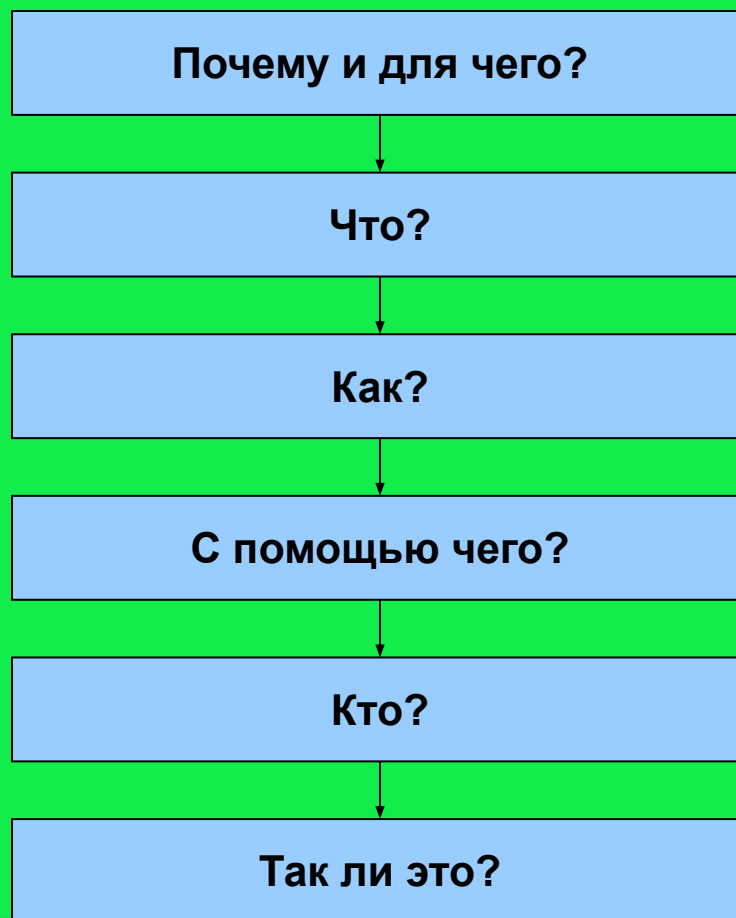 Почему и для чего?
Что?
Как?
С помощью чего?
Кто?
Так ли это?